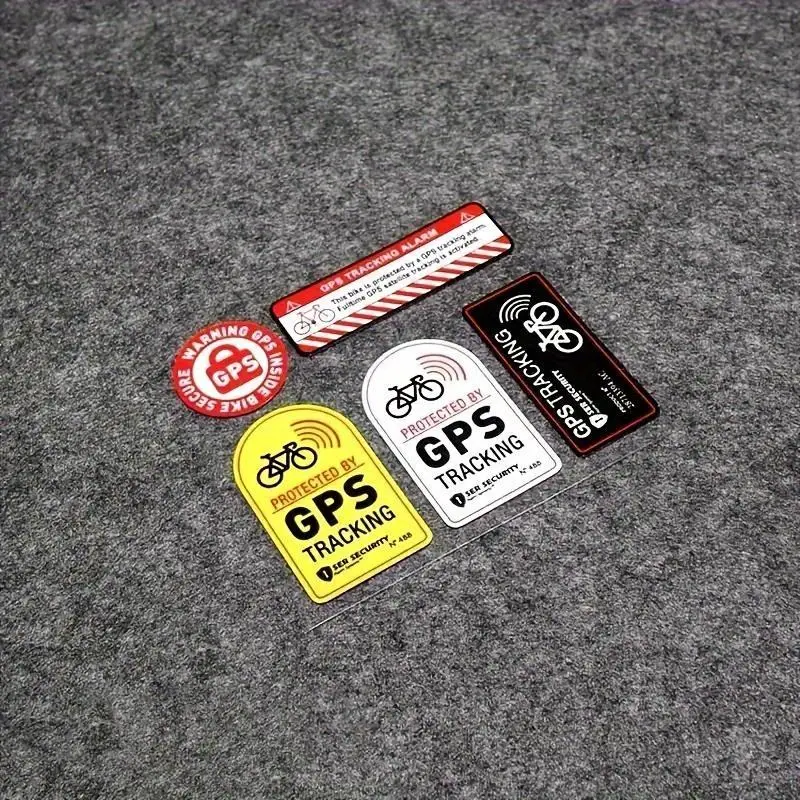 GPS TRACKING ALARM
This bike is protected by a GPS tracking alarm.
Fulltime GPS satellite tracking is activated
WARNING GPS INSIDE BIKE SECURE
GPS
GPS TRACKING
SER SECURITY
PRODUCT N°
PROTECTED BY
GPS
TRACKING
SER SECURITY
N° 488
PROTECTED BY
GPS
TRACKING
SER SECURITY
N° 488